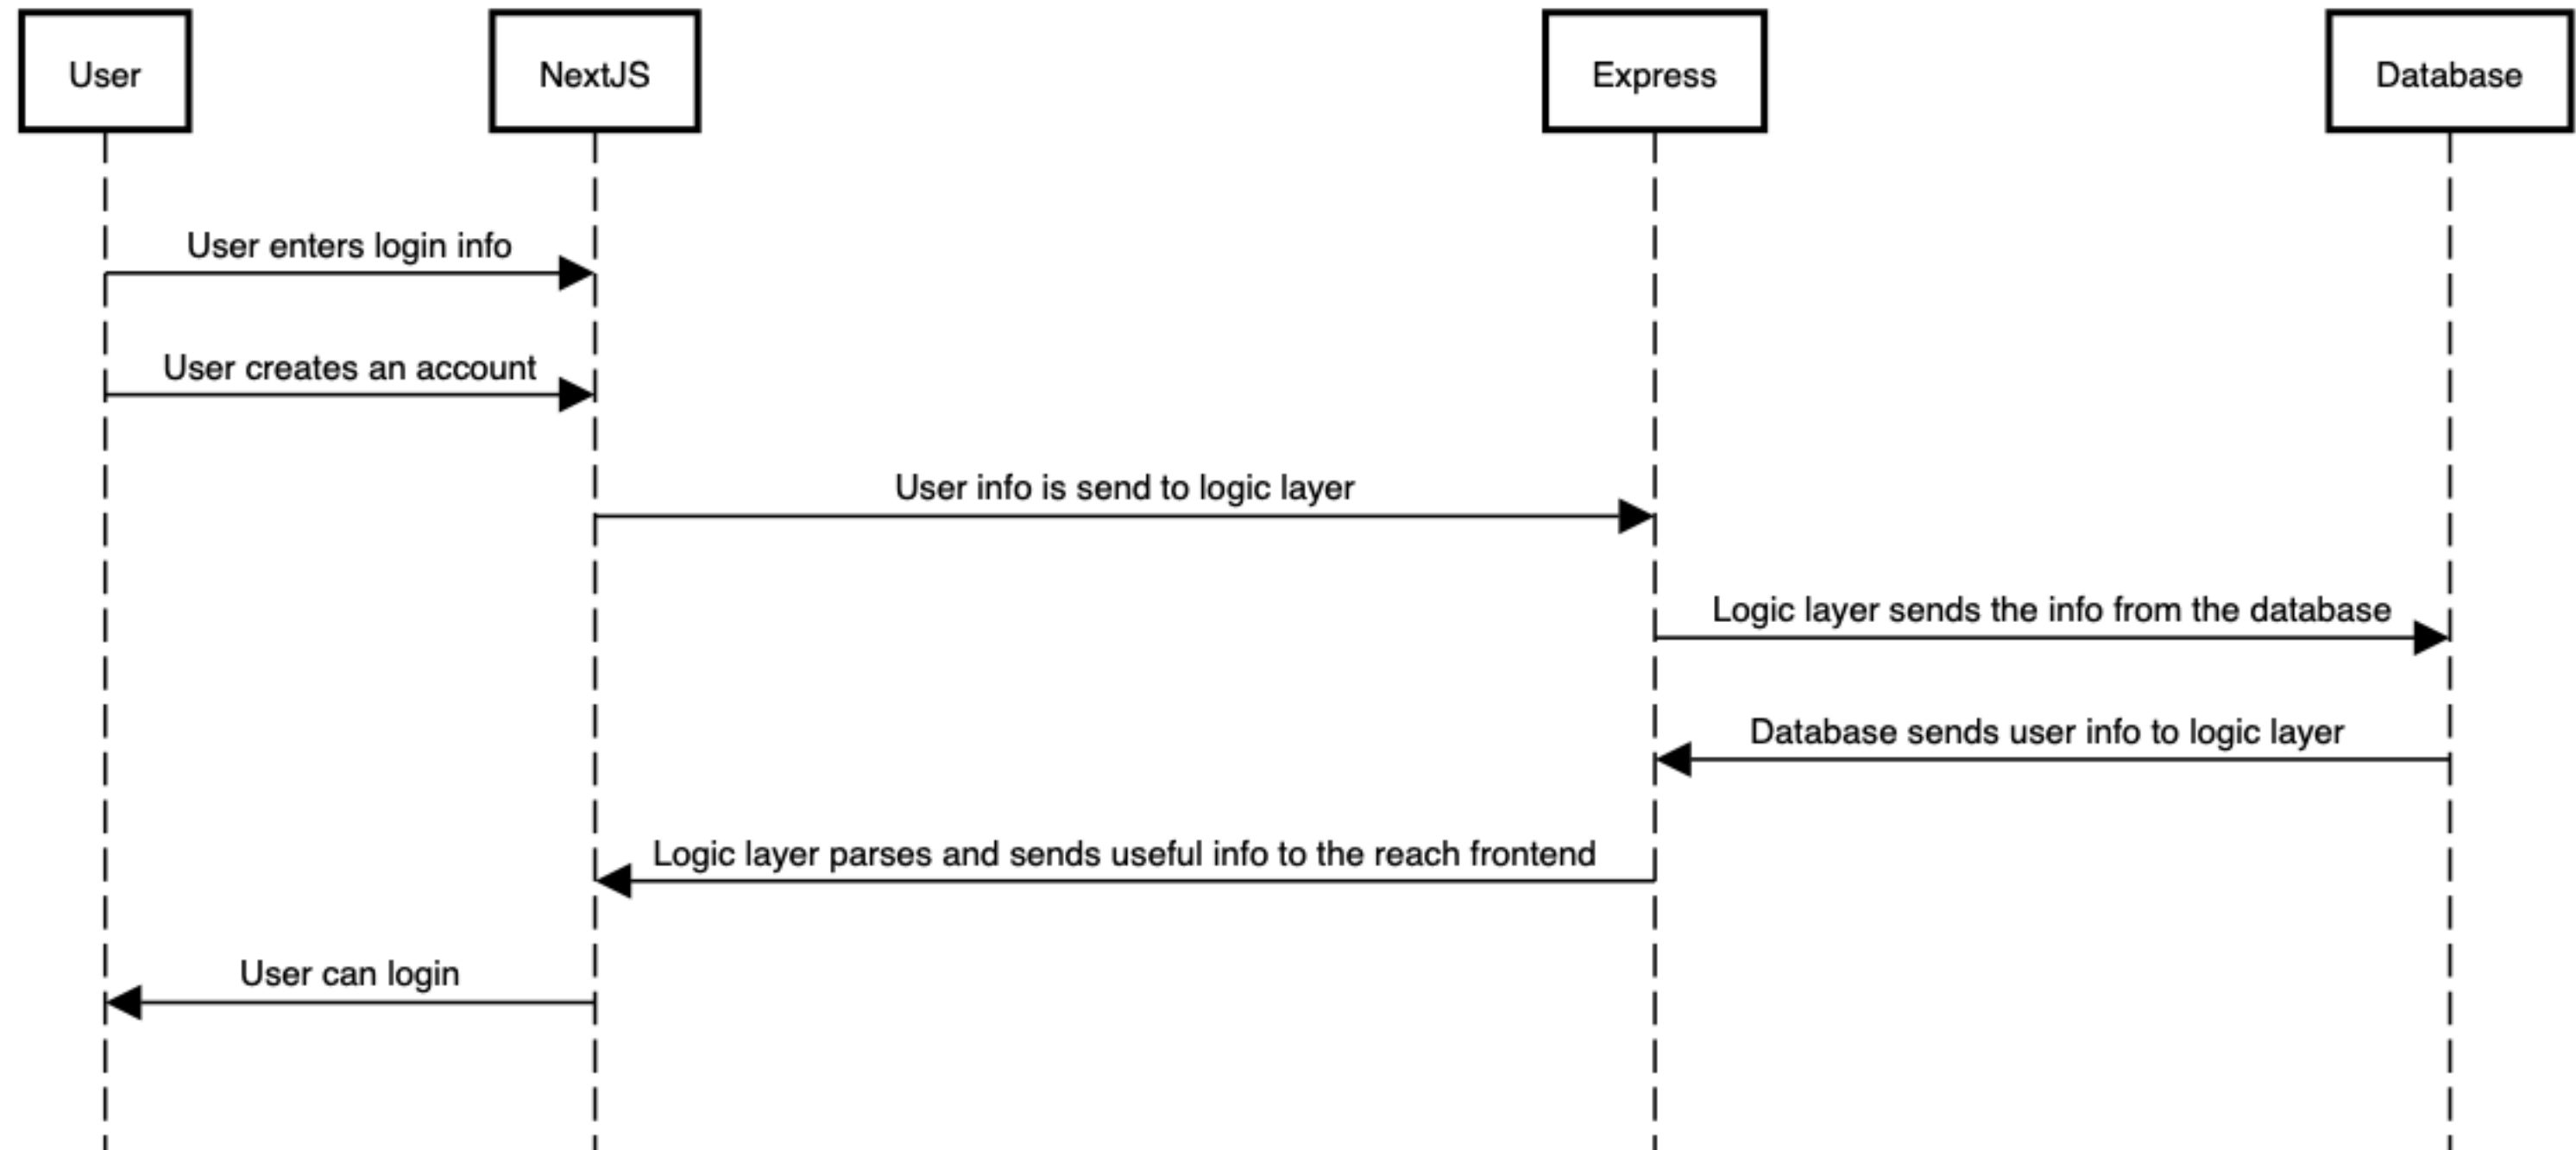 User
NextJS
Express
Database
User enters login info
User creates an account
User info is send to logic layer
Logic layer sends the info from the database
Database sends user info to logic layer
Logic layer parses and sends useful info to the reach frontend
User can login